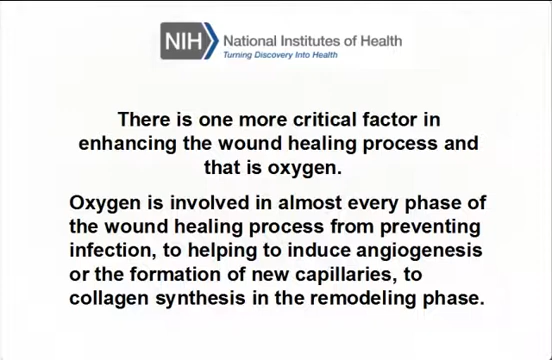 NIH National Institutes of Health
Turning Discovery Into Health
There is one more critical factor in
enhancing the wound healing process and
that is oxygen.
Oxygen is involved in almost every phase of
the wound healing process from preventing
infection, to helping to induce angiogenesis
or the formation of new capillaries, to
collagen synthesis in the remodeling phase.